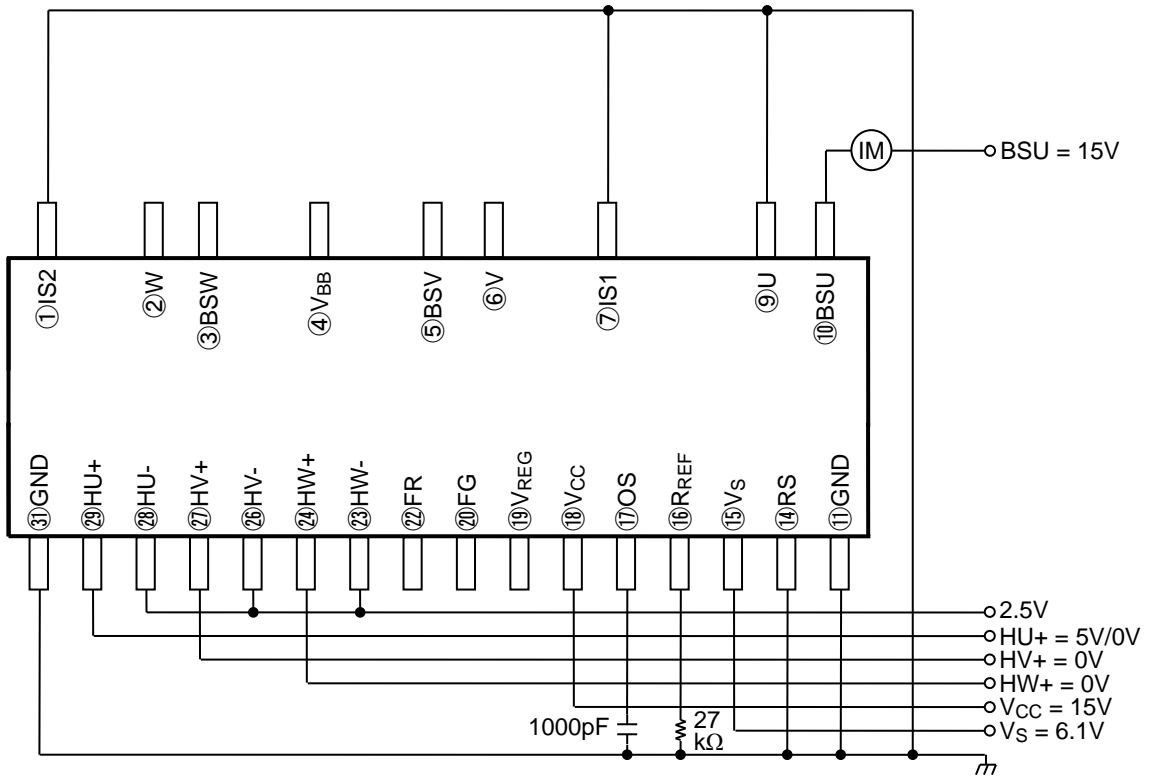 IM
BSU = 15V
①IS2
②W
③BSW
④VBB
⑤BSV
⑥V
⑦IS1
⑨U
⑩BSU
㉛GND
㉙HU+
㉘HU-
㉗HV+
㉖HV-
㉔HW+
㉓HW-
㉒FR
⑳FG
⑲VREG
⑱VCC
⑰OS
⑯RREF
⑮VS
⑭RS
⑪GND
2.5V
HU+ = 5V/0V
HV+ = 0V
HW+ = 0V
VCC = 15V
VS = 6.1V
1000pF
27
kΩ